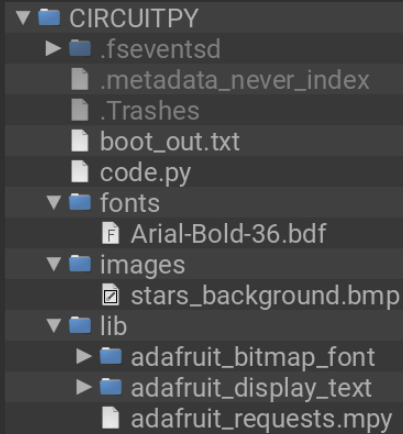 CIRCUITPY
.fseventsd
.metadata_never_index
.Trashes
boot_out.txt
code.py
fonts
F Arial-Bold-36.bdf
images
stars_background.bmp
lib
adafruit_bitmap_font
adafruit_display_text
adafruit_requests.mpy